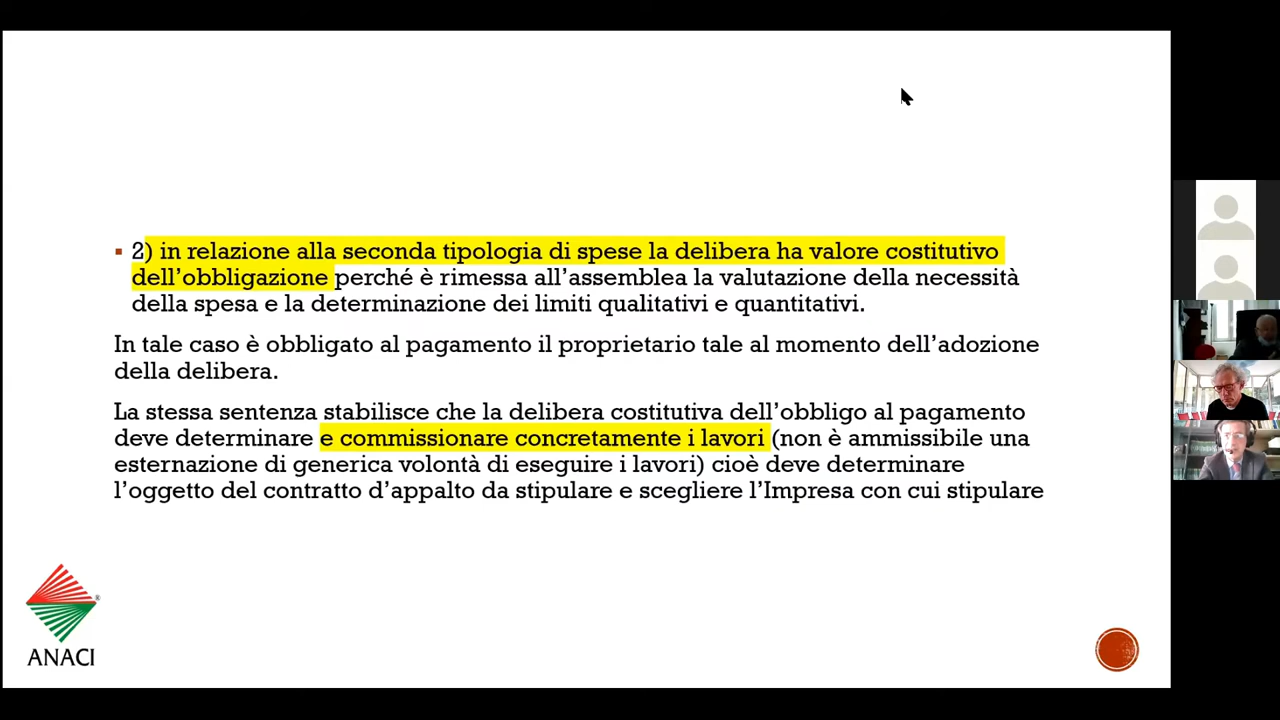 2) in relazione alla seconda tipologia di spese la delibera ha valore costitutivo
dell’obbligazione perché è rimessa all’assemblea la valutazione della necessità
della spesa e la determinazione dei limiti qualitativi e quantitativi.
In tale caso è obbligato al pagamento il proprietario tale al momento dell’adozione
della delibera.
La stessa sentenza stabilisce che la delibera costitutiva dell’obbligo al pagamento
deve determinare e commissionare concretamente i lavori (non è ammissibile una
esternazione di generica volontà di eseguire i lavori) cioè deve determinare
l’oggetto del contratto d’appalto da stipulare e scegliere l’Impresa con cui stipulare
®
ANACI